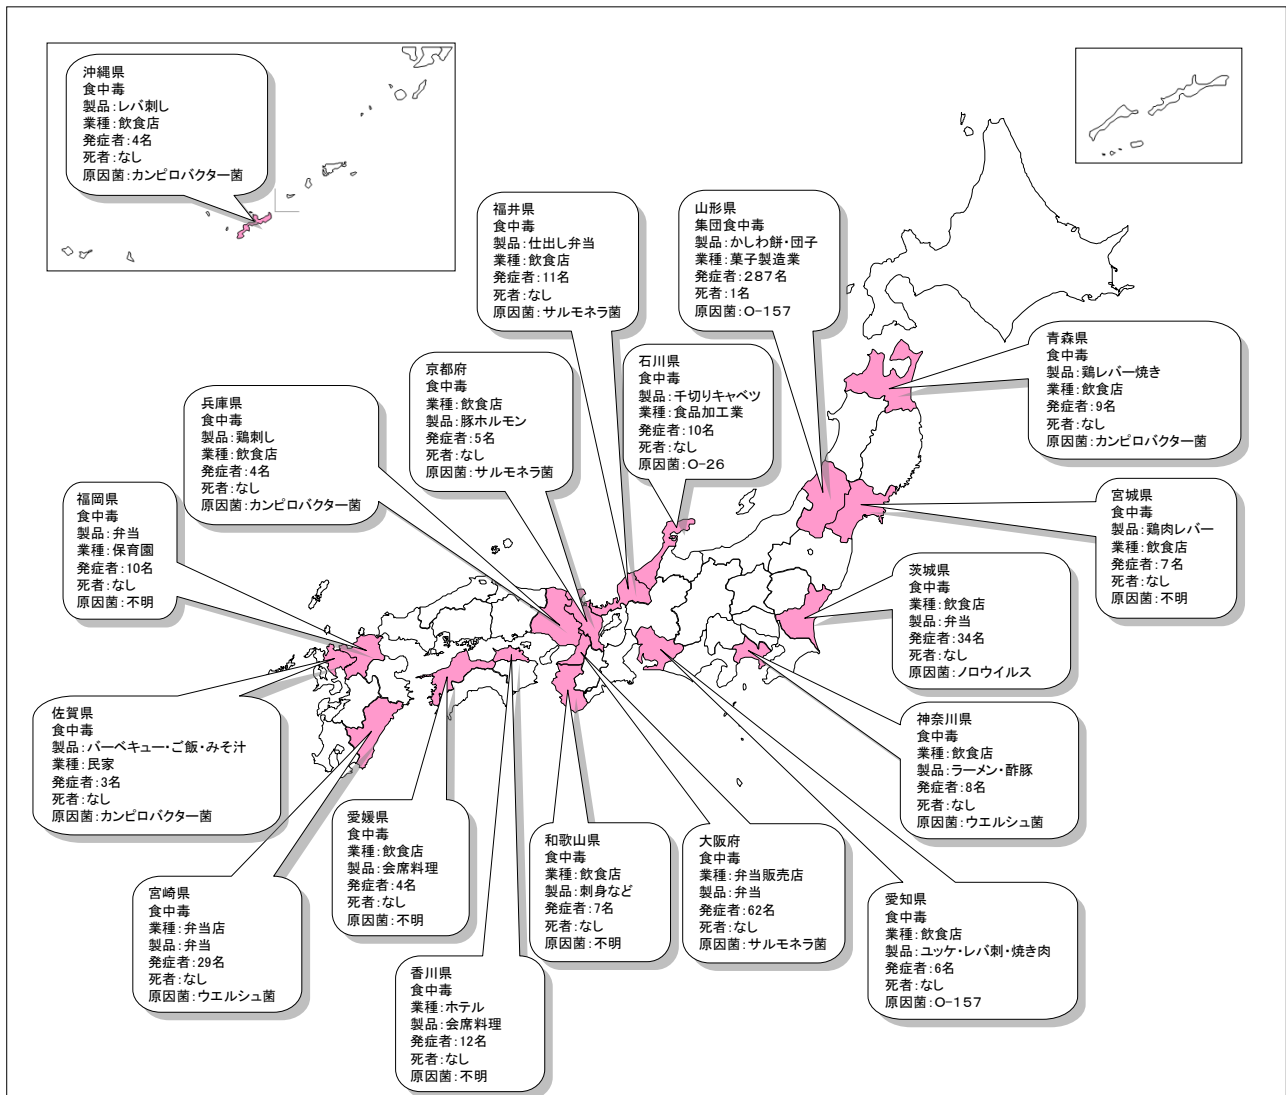 沖縄県
食中毒
製品:レバ刺し
業種:飲食店
発症者:4名
死者:なし
原因菌:カンピロバクター菌
福井県
食中毒
製品:仕出し弁当
業種:飲食店
発症者:11名
死者:なし
原因菌:サルモネラ菌
山形県
集団食中毒
製品:かしわ餅・団子
業種:菓子製造業
発症者:287名
死者:1名
原因菌:O-157
青森県
食中毒
製品:鶏レバー焼き
業種:飲食店
発症者:9名
死者:なし
原因菌:カンピロバクター菌
京都府
食中毒
業種:飲食店
製品:豚ホルモン
発症者:5名
死者:なし
原因菌:サルモネラ菌
石川県
食中毒
製品:千切りキャベツ
業種:食品加工業
発症者:10名
死者:なし
原因菌:O-26
兵庫県
食中毒
製品:鶏刺し
業種:飲食店
発症者:4名
死者:なし
原因菌:カンピロバクター菌
福岡県
食中毒
製品:弁当
業種:保育園
発症者:10名
死者:なし
原因菌:不明
宮城県
食中毒
製品:鶏肉レバー
業種:飲食店
発症者:7名
死者:なし
原因菌:不明
茨城県
食中毒
業種:飲食店
製品:弁当
発症者:34名
死者:なし
原因菌:ノロウイルス
佐賀県
食中毒
製品:バーベキュー・ご飯・みそ汁
業種:民家
発症者:3名
死者:なし
原因菌:カンピロバクター菌
神奈川県
食中毒
業種:飲食店
製品:ラーメン・酢豚
発症者:8名
死者:なし
原因菌:ウエルシュ菌
愛媛県
食中毒
業種:飲食店
製品:会席料理
発症者:4名
死者:なし
原因菌:不明
和歌山県
食中毒
業種:飲食店
製品:刺身など
発症者:7名
死者:なし
原因菌:不明
大阪府
食中毒
業種:弁当販売店
製品:弁当
発症者:62名
死者:なし
原因菌:サルモネラ菌
宮崎県
食中毒
業種:弁当店
製品:弁当
発症者:29名
死者:なし
原因菌:ウエルシュ菌
愛知県
食中毒
業種:飲食店
製品:ユッケ・レバ刺・焼き肉
発症者:6名
死者:なし
原因菌:O-157
香川県
食中毒
業種:ホテル
製品:会席料理
発症者:12名
死者:なし
原因菌:不明